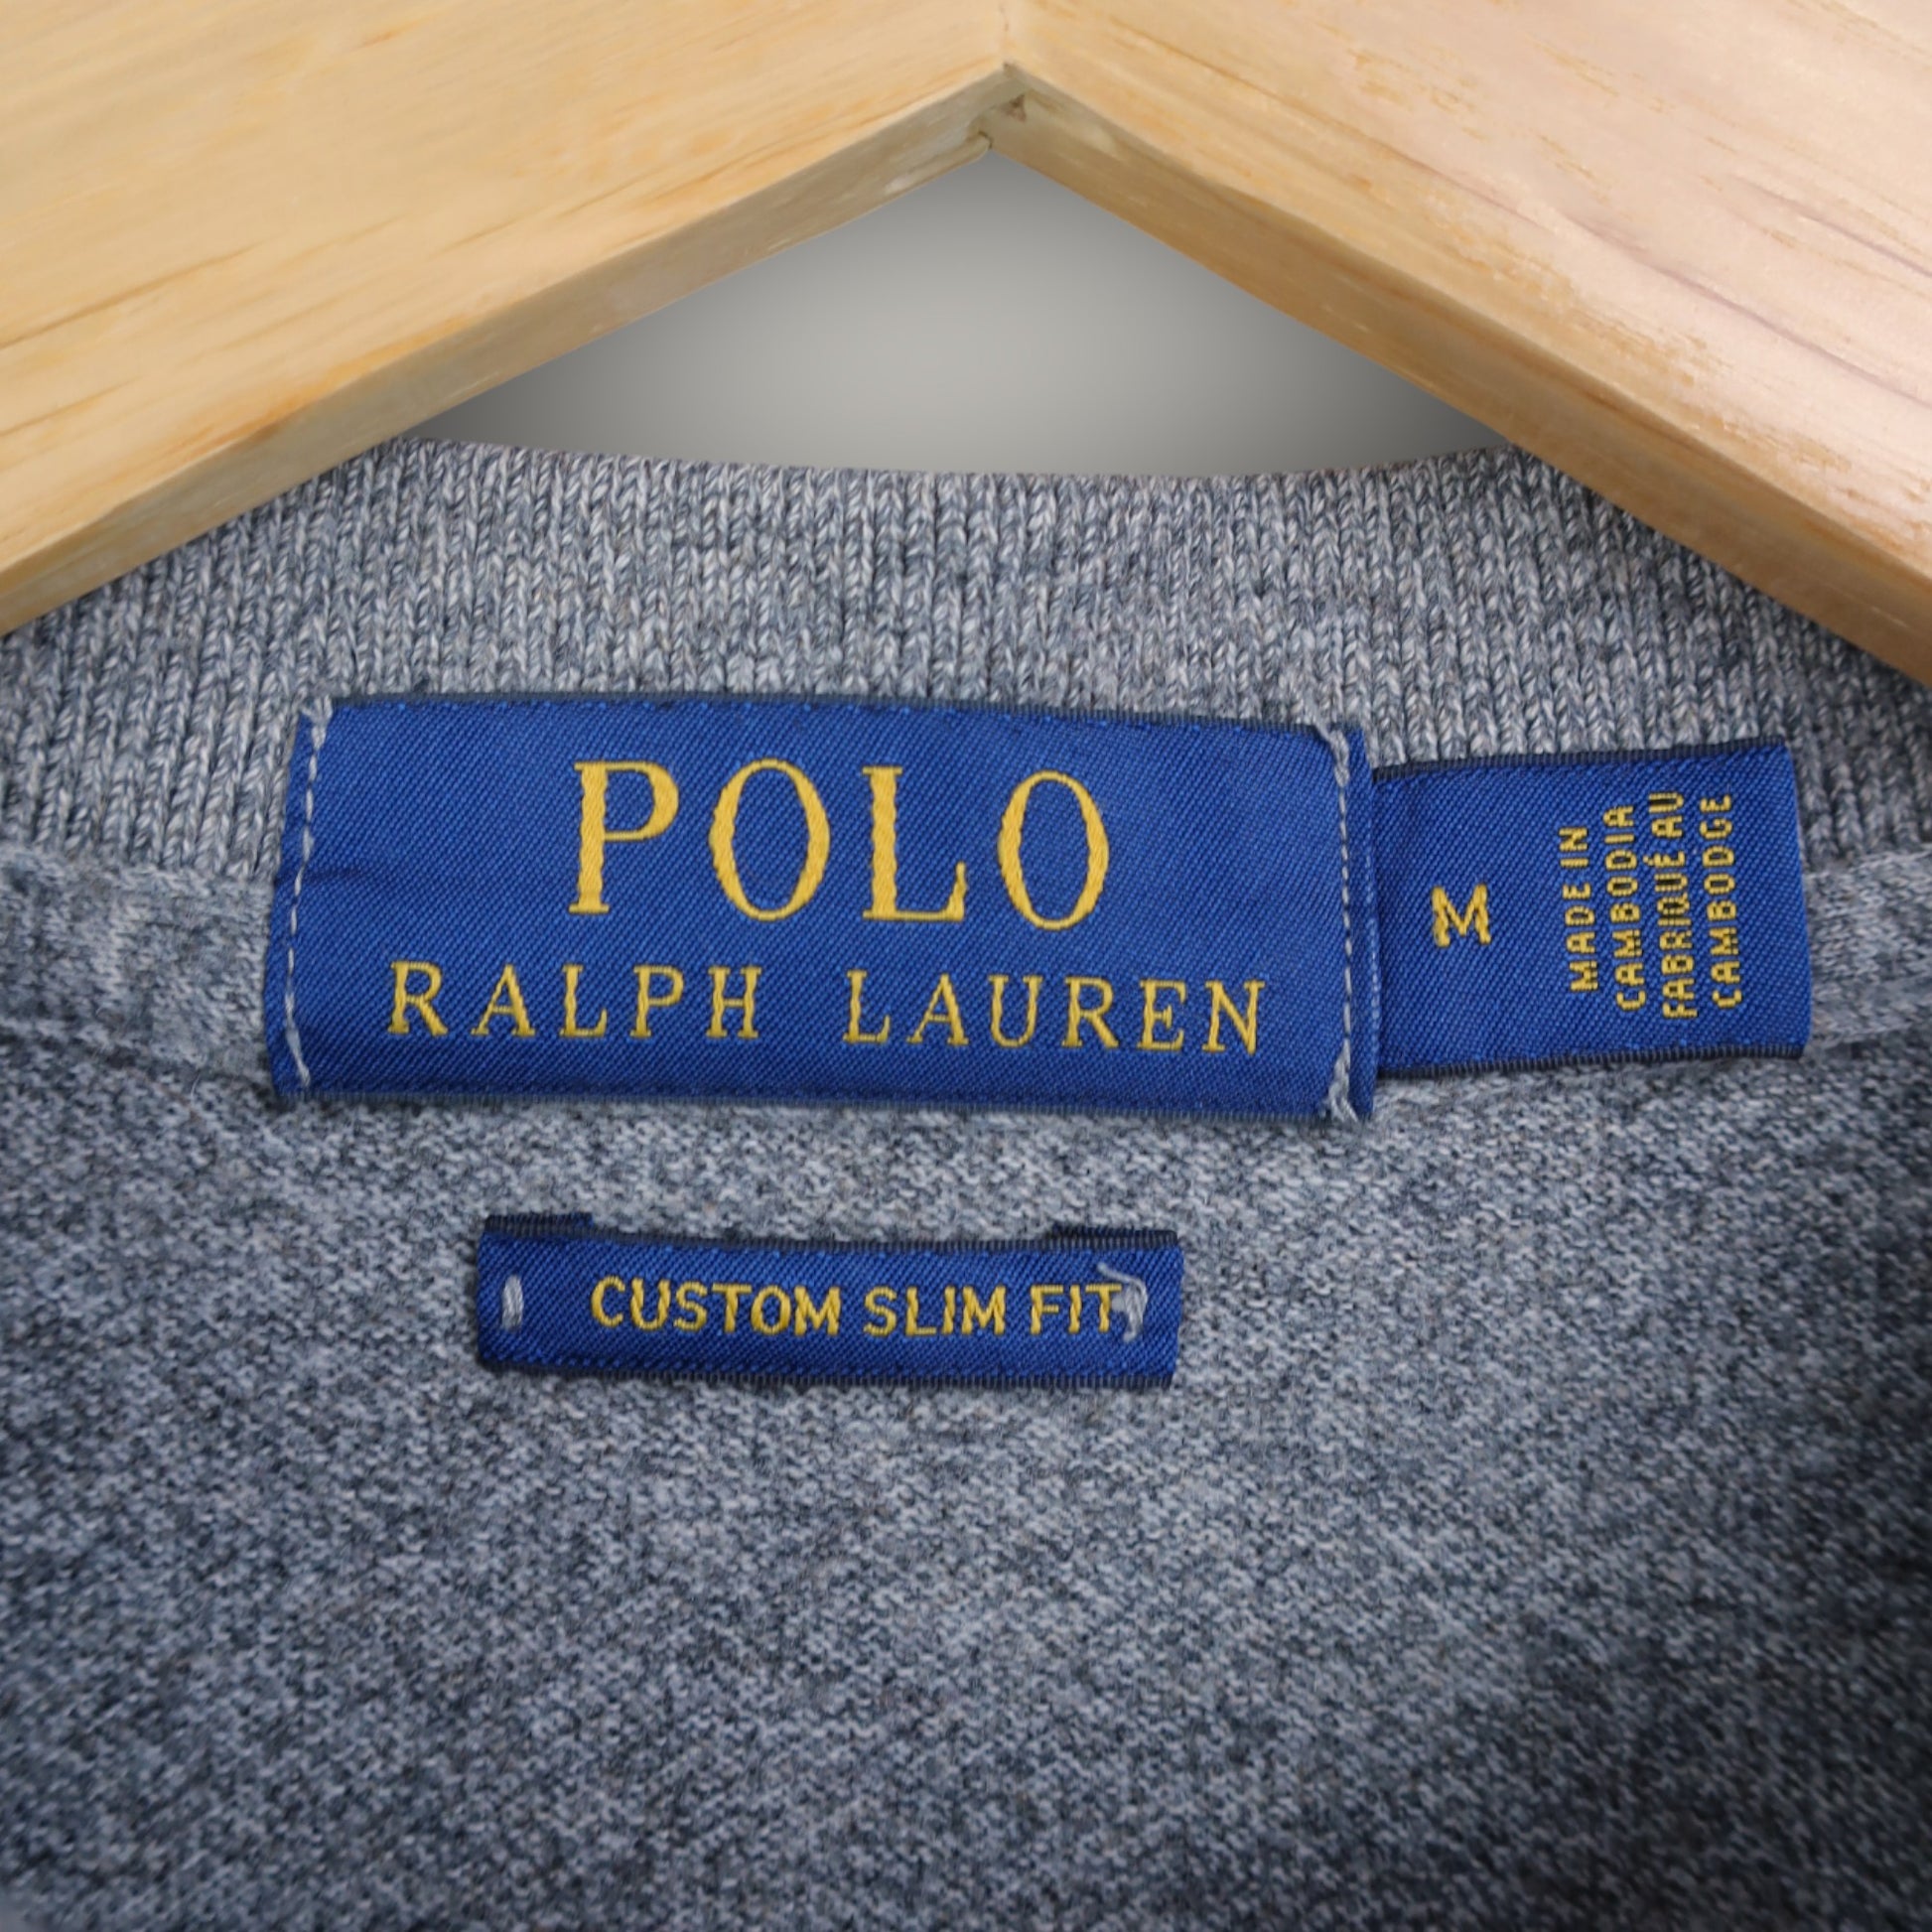 POLO
RALPH LAUREN
M
MADE IN
CAMBODIA
FABRIQUÉ AU
CAMBODGE
CUSTOM SLIM FIT